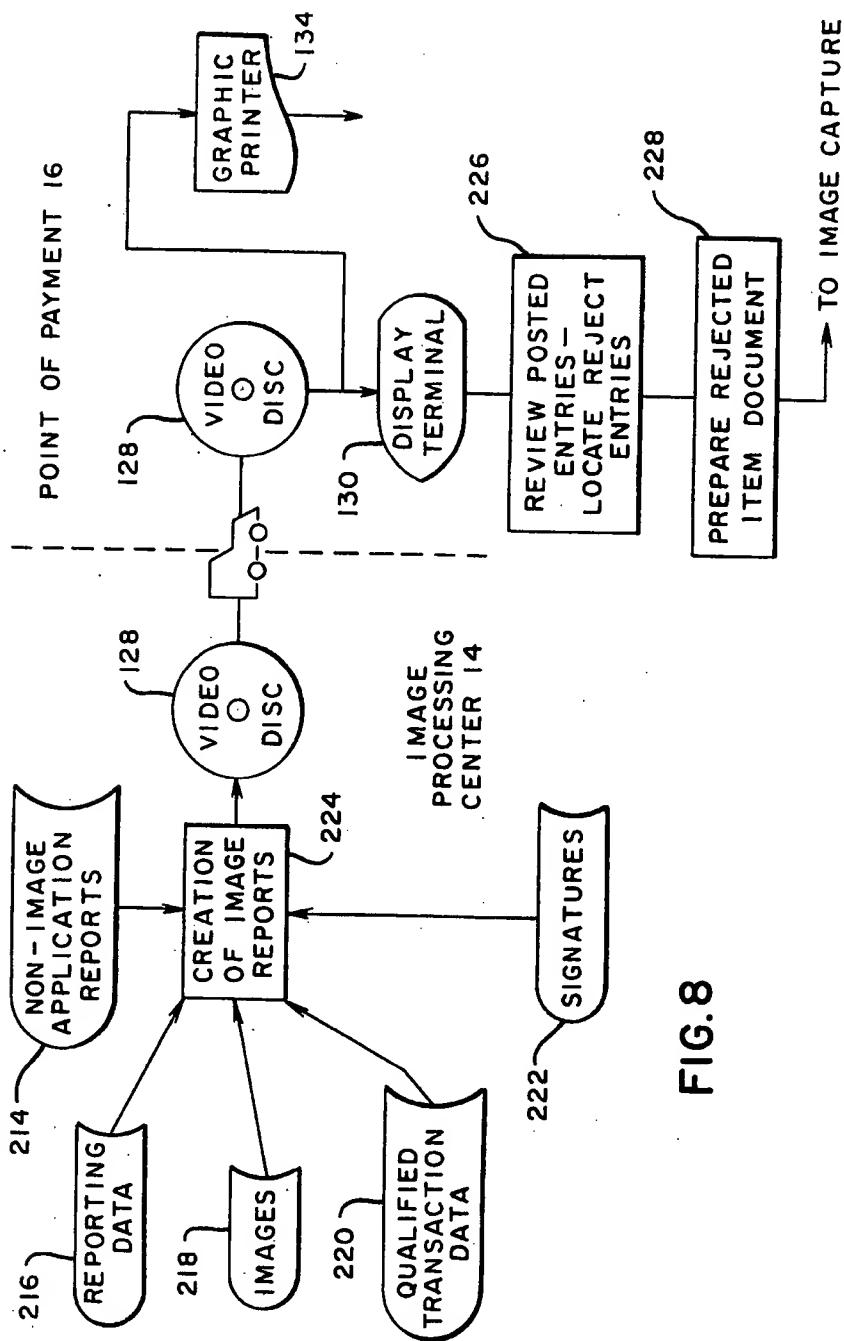 NON-IMAGE
APPLICATION
REPORTS
214
216
REPORTING
DATA
218
IMAGES
220
QUALIFIED
TRANSACTION
DATA
222
SIGNATURES
CREATION
OF IMAGE
REPORTS
224
128
VIDEO
DISC
IMAGE
PROCESSING
CENTER 14
POINT OF PAYMENT 16
128
VIDEO
DISC
GRAPHIC
PRINTER
134
DISPLAY
TERMINAL
130
226
REVIEW POSTED
ENTRIES-
LOCATE REJECT
ENTRIES
228
PREPARE REJECTED
ITEM DOCUMENT
TO IMAGE CAPTURE
FIG.8